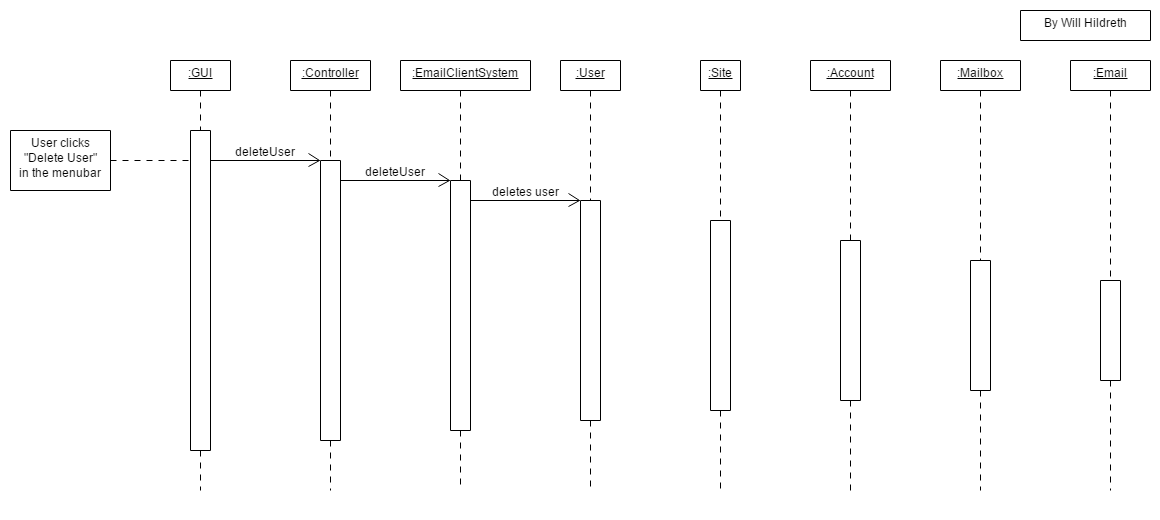 By Will Hildreth
:GUI
:Controller
:EmailClientSystem
:User
:Site
:Account
:Mailbox
:Email
User clicks
"Delete User"
in the menubar
deleteUser
deleteUser
deletes user